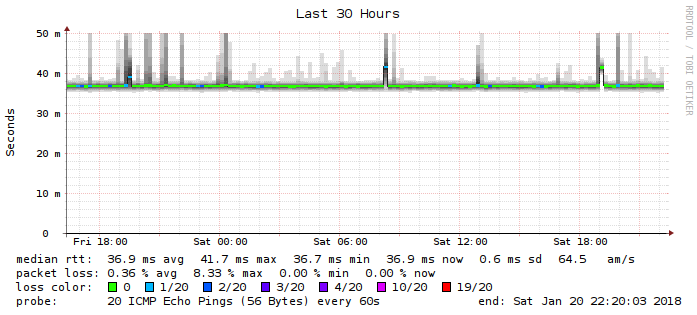 Last 30 Hours
RRDTOOL / TOBI OETIKER
Seconds
50 m
40 m
30 m
20 m
10 m
0
Fri 18:00 Sat 00:00 Sat 06:00 Sat 12:00 Sat 18:00
median rtt: 36.9 ms avg 41.7 ms max 36.7 ms min 36.9 ms now 0.6 ms sd 64.5 am/s
packet loss: 0.36 % avg 8.33 % max 0.00 % min 0.00 % now
loss color: 0 1/20 2/20 3/20 4/20 10/20 19/20
probe: 20 ICMP Echo Pings (56 Bytes) every 60s end: Sat Jan 20 22:20:03 2018